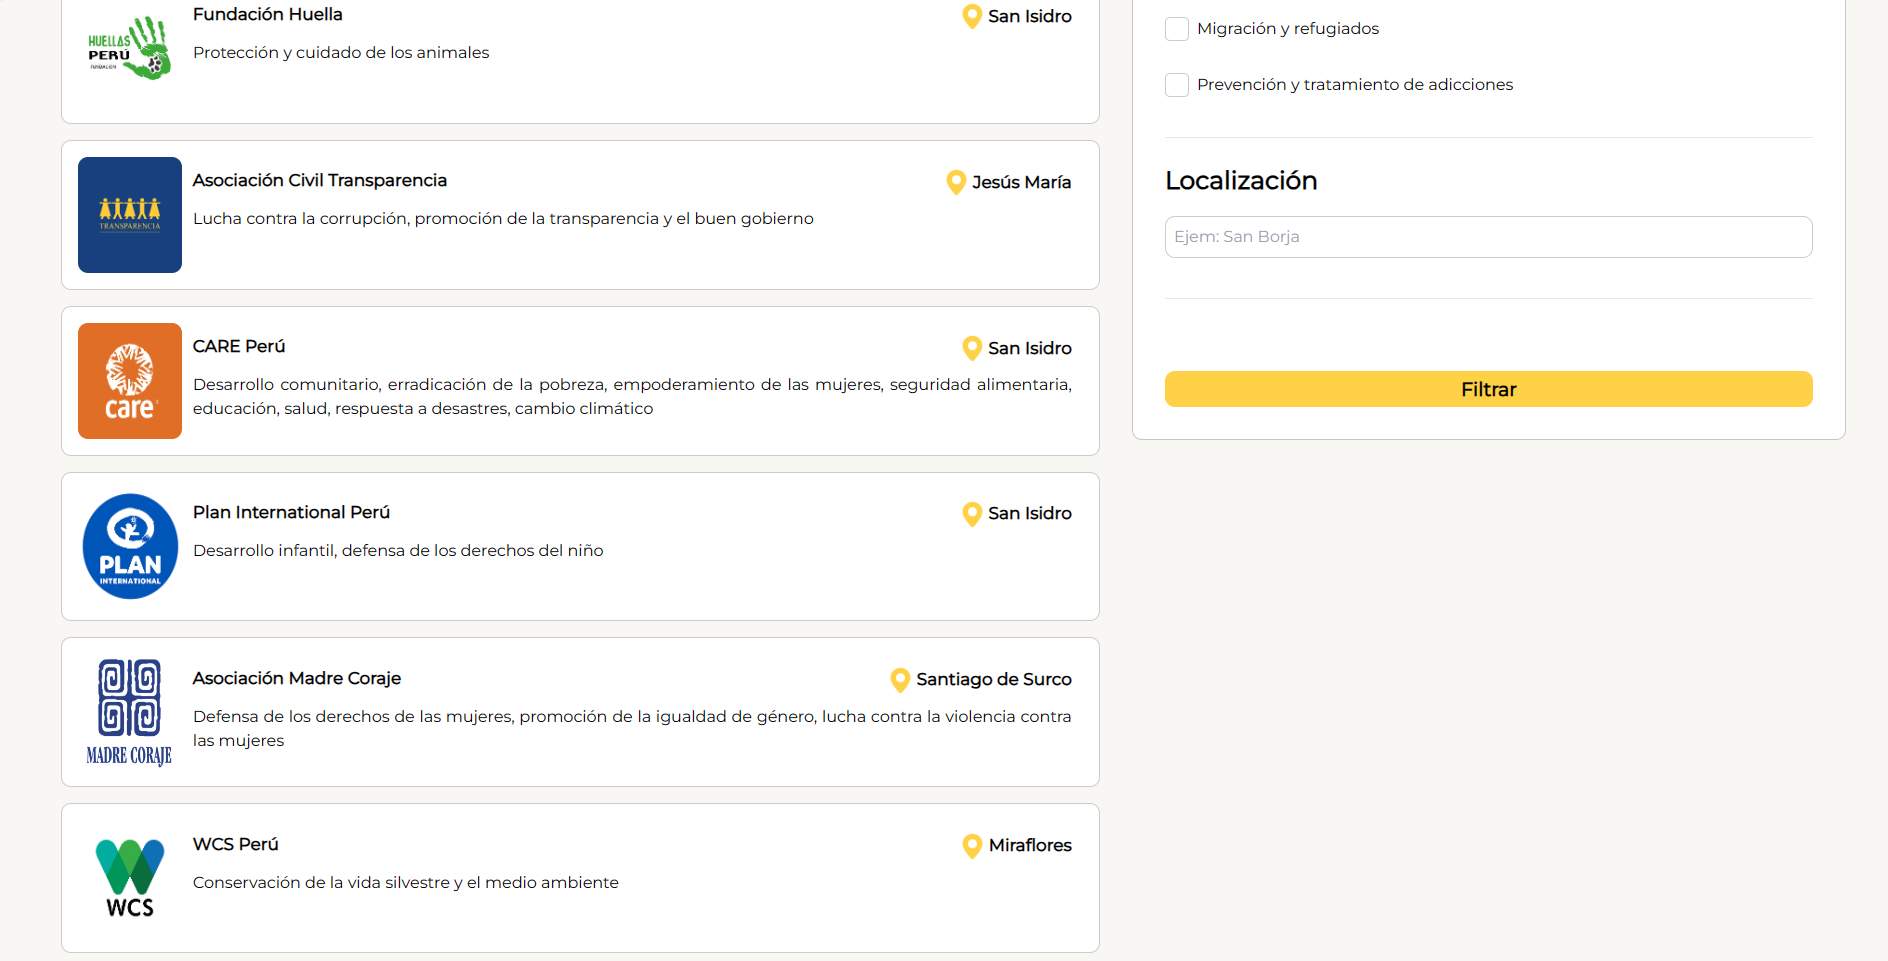 HUELLAS
PERÚ
FUNDACIÓN
Fundación Huella
San Isidro
Protección y cuidado de los animales
TRANSPARENCIA
Asociación Civil Transparencia
Jesús María
Lucha contra la corrupción, promoción de la transparencia y el buen gobierno
care
CARE Perú
San Isidro
Desarrollo comunitario, erradicación de la pobreza, empoderamiento de las mujeres, seguridad alimentaria,
educación, salud, respuesta a desastres, cambio climático
PLAN
INTERNATIONAL
Plan International Perú
San Isidro
Desarrollo infantil, defensa de los derechos del niño
MADRE CORAJE
Asociación Madre Coraje
Santiago de Surco
Defensa de los derechos de las mujeres, promoción de la igualdad de género, lucha contra la violencia contra
las mujeres
WCS
WCS Perú
Miraflores
Conservación de la vida silvestre y el medio ambiente
Migración y refugiados
Prevención y tratamiento de adicciones
Localización
Ejem: San Borja
Filtrar